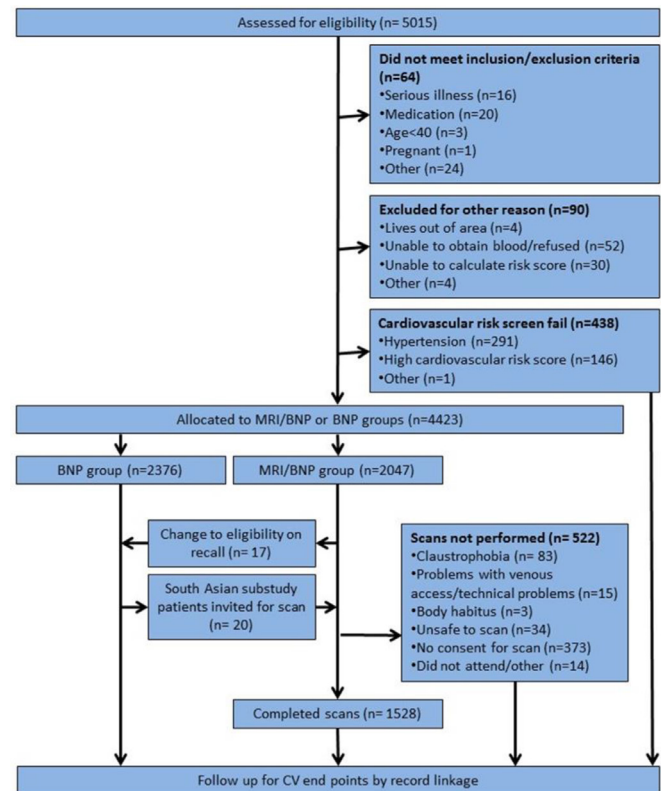 Assessed for eligibility (n= 5015)
Did not meet inclusion/exclusion criteria
(n=64)
•Serious illness (n=16)
•Medication (n=20)
•Age<40 (n=3)
•Pregnant (n=1)
•Other (n=24)
Excluded for other reason (n=90)
•Lives out of area (n=4)
•Unable to obtain blood/refused (n=52)
•Unable to calculate risk score (n=30)
•Other (n=4)
Cardiovascular risk screen fail (n=438)
•Hypertension (n=291)
•High cardiovascular risk score (n=146)
•Other (n=1)
Allocated to MRI/BNP or BNP groups (n=4423)
BNP group (n=2376)
MRI/BNP group (n=2047)
Change to eligibility on
recall (n= 17)
South Asian substudy
patients invited for scan
(n= 20)
Scans not performed (n= 522)
•Claustrophobia (n= 83)
•Problems with venous
access/technical problems (n=15)
•Body habitus (n=3)
•Unsafe to scan (n=34)
•No consent for scan (n=373)
•Did not attend/other (n=14)
Completed scans (n= 1528)
Follow up for CV end points by record linkage